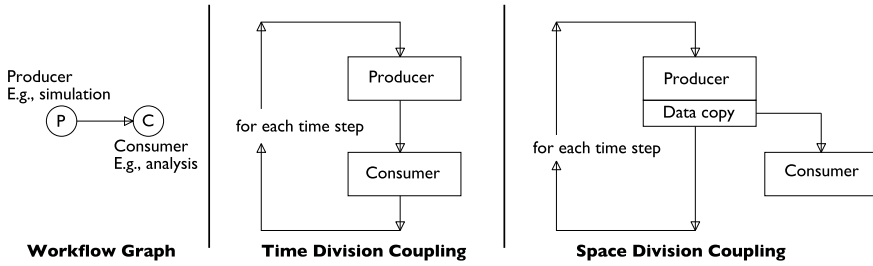 Producer
E.g., simulation
P
C
Consumer
E.g., analysis
Workflow Graph
Producer
for each time step
Consumer
Time Division Coupling
Producer
Data copy
for each time step
Consumer
Space Division Coupling